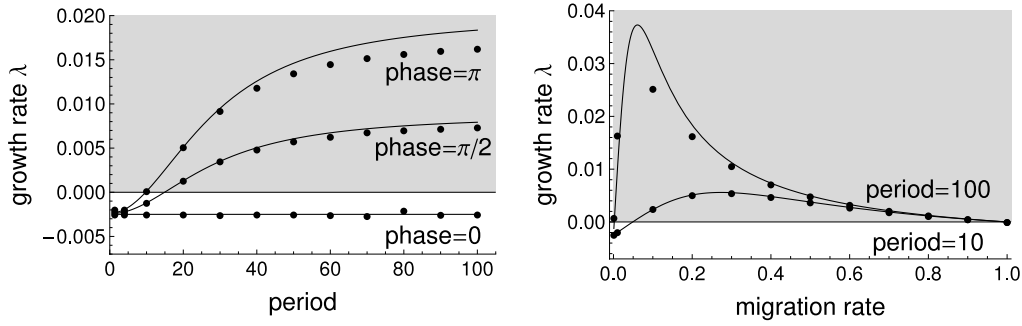 0.020
0.015
0.010
0.005
0.000
−0.005
growth rate λ
phase=π
phase=π/2
phase=0
0 20 40 60 80 100
period
0.04
0.03
0.02
0.01
0.00
growth rate λ
period=100
period=10
0.0 0.2 0.4 0.6 0.8 1.0
migration rate